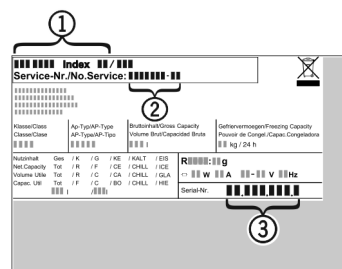 1
Index / 
Service-Nr./No.Service: -
2
Klasse/Class Ap-Typ/AP-Type Bruttoinhalt/Gross Capacity Gefriervermoegen/Freezing Capacity
Classe/Clase AP-Type/AP-Tipo Volume Brut/Capacidad Bruta Pouvoir de Congel./Capac.Congeladora
l kg / 24 h
Nutzinhalt Ges / K / G / KE / KALT / EIS R : g
Net.Capacity Tot / R / F / CE / CHILL / ICE
Volume Utile Tot / R / C / CA / CHILL / GLA W A - V Hz
Capac. Util Tot / F / C / BO / CHILL / HIE
l / l
Serial-Nr. , , ,
3